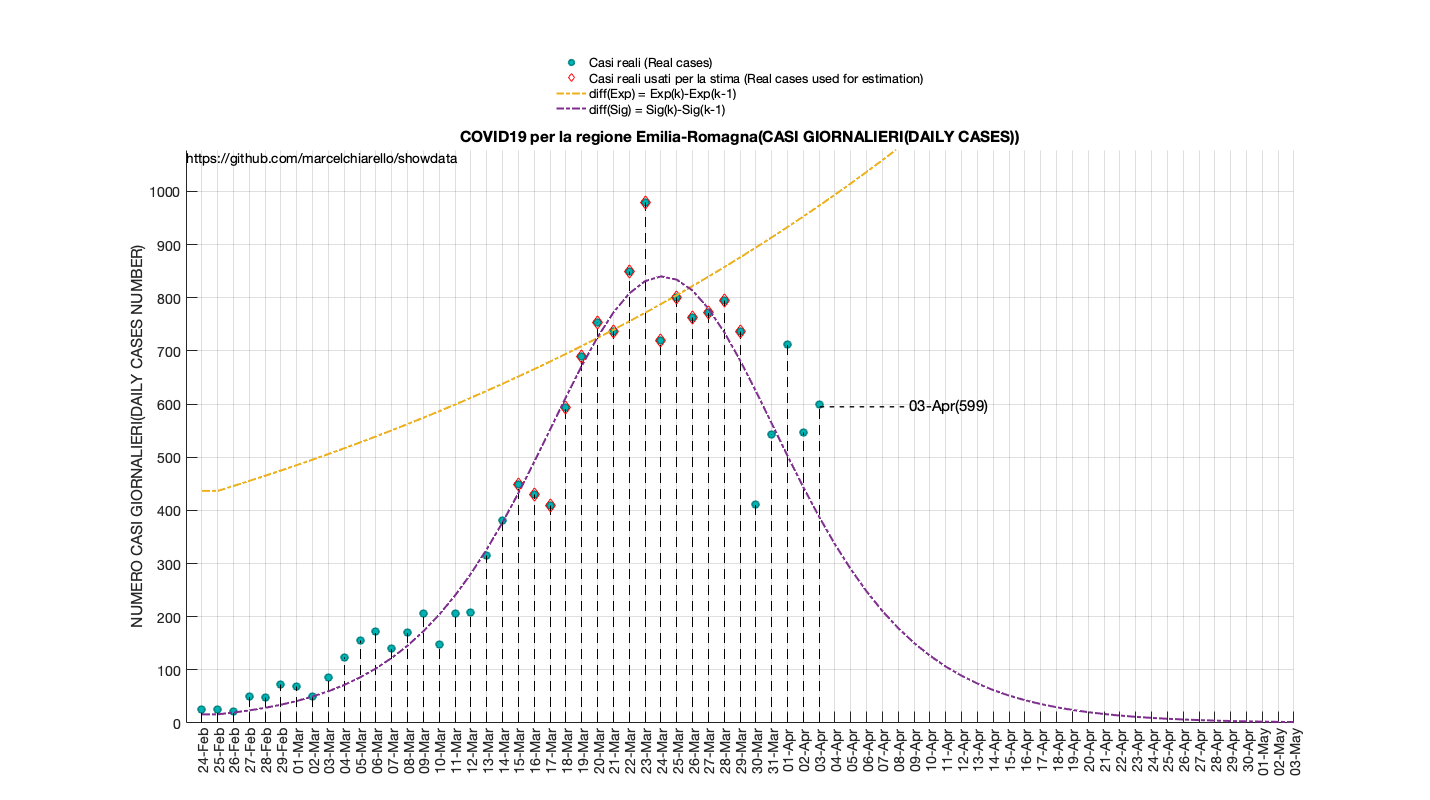 Casi reali (Real cases)
Casi reali usati per la stima (Real cases used for estimation)
diff(Exp) = Exp(k)-Exp(k-1)
diff(Sig) = Sig(k)-Sig(k-1)
COVID19 per la regione Emilia-Romagna(CASI GIORNALIERI(DAILY CASES))
https://github.com/marcelchiarello/showdata
NUMERO CASI GIORNALIERI(DAILY CASES NUMBER)
1000
900
800
700
600
500
400
300
200
100
0
03-Apr(599)
24-Feb
25-Feb
26-Feb
27-Feb
28-Feb
29-Feb
01-Mar
02-Mar
03-Mar
04-Mar
05-Mar
06-Mar
07-Mar
08-Mar
09-Mar
10-Mar
11-Mar
12-Mar
13-Mar
14-Mar
15-Mar
16-Mar
17-Mar
18-Mar
19-Mar
20-Mar
21-Mar
22-Mar
23-Mar
24-Mar
25-Mar
26-Mar
27-Mar
28-Mar
29-Mar
30-Mar
31-Mar
01-Apr
02-Apr
03-Apr
04-Apr
05-Apr
06-Apr
07-Apr
08-Apr
09-Apr
10-Apr
11-Apr
12-Apr
13-Apr
14-Apr
15-Apr
16-Apr
17-Apr
18-Apr
19-Apr
20-Apr
21-Apr
22-Apr
23-Apr
24-Apr
25-Apr
26-Apr
27-Apr
28-Apr
29-Apr
30-Apr
01-May
02-May
03-May